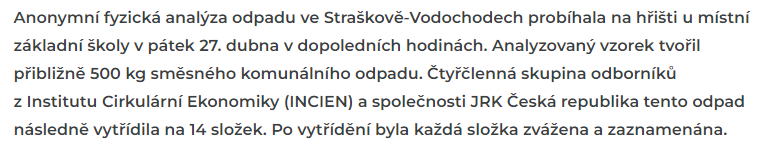 Anonymní fyzická analýza odpadu ve Straškově-Vodochodech probíhala na hřišti u místní
základní školy v pátek 27. dubna v dopoledních hodinách. Analyzovaný vzorek tvořil
přibližně 500 kg směsného komunálního odpadu. Čtyřčlenná skupina odborníků
z Institutu Cirkulární Ekonomiky (INCIEN) a společnosti JRK Česká republika tento odpad
následně vytřídila na 14 složek. Po vytřídění byla každá složka zvážena a zaznamenána.